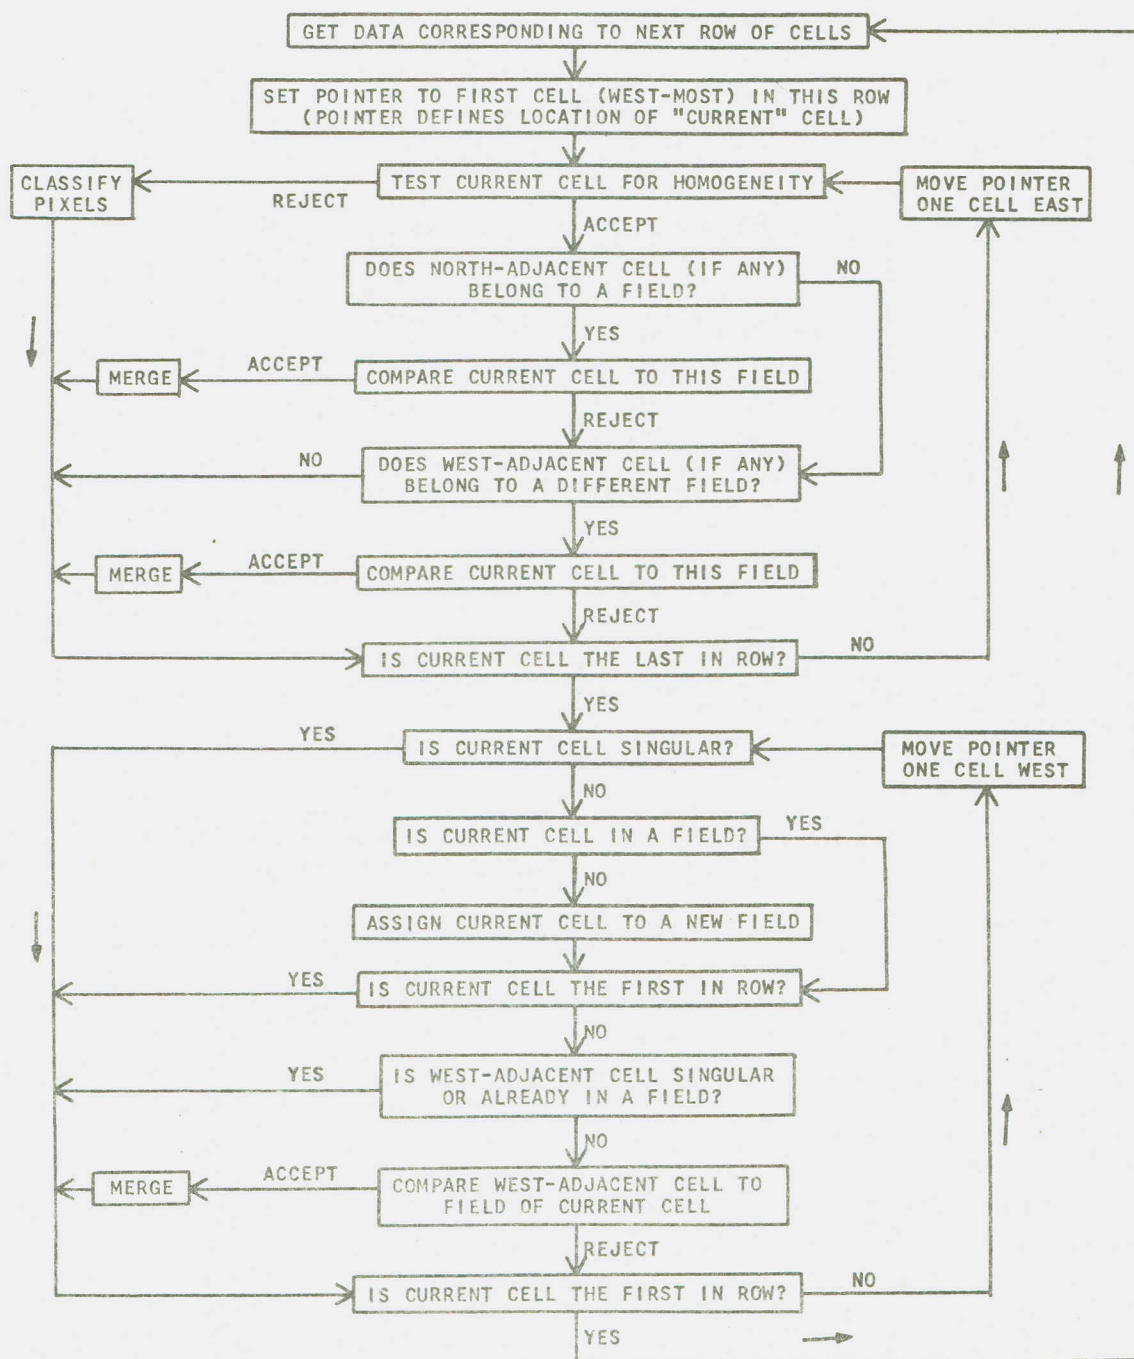 GET DATA CORRESPONDING TO NEXT ROW OF CELLS
SET POINTER TO FIRST CELL (WEST-MOST) IN THIS ROW
(POINTER DEFINES LOCATION OF "CURRENT" CELL)
CLASSIFY
PIXELS
REJECT
TEST CURRENT CELL FOR HOMOGENEITY
MOVE POINTER
ONE CELL EAST
ACCEPT
DOES NORTH-ADJACENT CELL (IF ANY)
BELONG TO A FIELD?
NO
YES
MERGE
ACCEPT
COMPARE CURRENT CELL TO THIS FIELD
REJECT
NO
DOES WEST-ADJACENT CELL (IF ANY)
BELONG TO A DIFFERENT FIELD?
YES
MERGE
ACCEPT
COMPARE CURRENT CELL TO THIS FIELD
REJECT
IS CURRENT CELL THE LAST IN ROW?
NO
YES
YES
IS CURRENT CELL SINGULAR?
MOVE POINTER
ONE CELL WEST
NO
IS CURRENT CELL IN A FIELD?
YES
NO
ASSIGN CURRENT CELL TO A NEW FIELD
YES
IS CURRENT CELL THE FIRST IN ROW?
NO
YES
IS WEST-ADJACENT CELL SINGULAR
OR ALREADY IN A FIELD?
NO
MERGE
ACCEPT
COMPARE WEST-ADJACENT CELL TO
FIELD OF CURRENT CELL
REJECT
IS CURRENT CELL THE FIRST IN ROW?
NO
YES